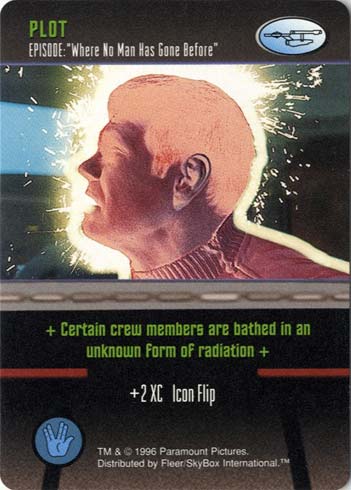 PLOT
EPISODE: "Where No Man Has Gone Before"
+ Certain crew members are bathed in an
unknown form of radiation +
+2 XC Icon Flip
TM & © 1996 Paramount Pictures.
Distributed by Fleer/SkyBox International.™